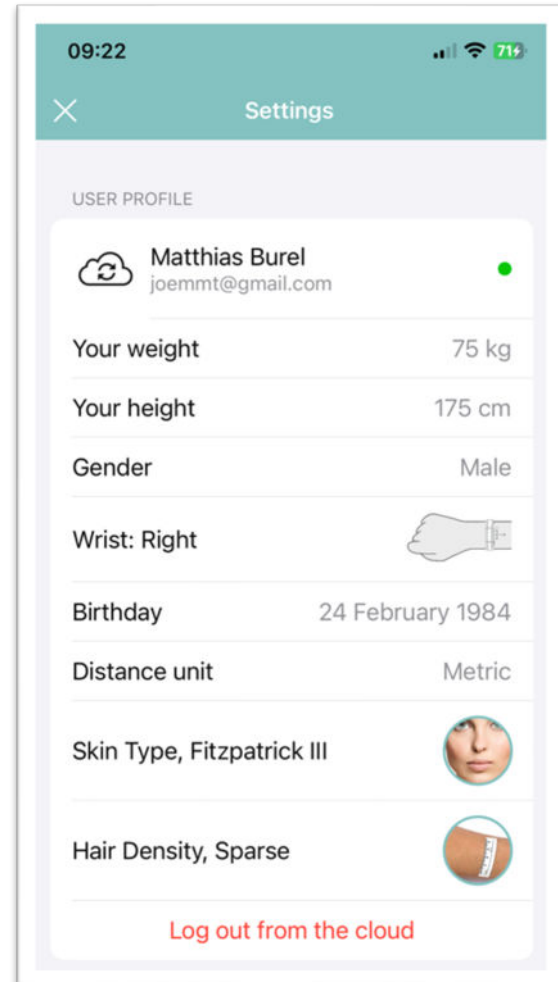 09:22
71
Settings
USER PROFILE
Matthias Burel
joemmt@gmail.com
Your weight 75 kg
Your height 175 cm
Gender Male
Wrist: Right
Birthday 24 February 1984
Distance unit Metric
Skin Type, Fitzpatrick III
Hair Density, Sparse
Log out from the cloud